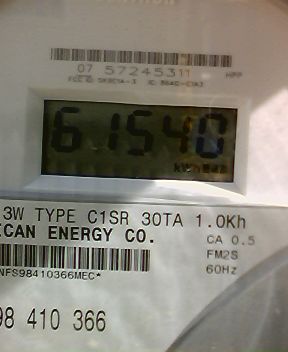 07 57245311 HPP
61540
kWh
3W TYPE C1SR 30TA 1.0Kh
ICAN ENERGY CO.
CA 0.5
FM2S
60Hz
NFS98410366MEC*
98 410 366